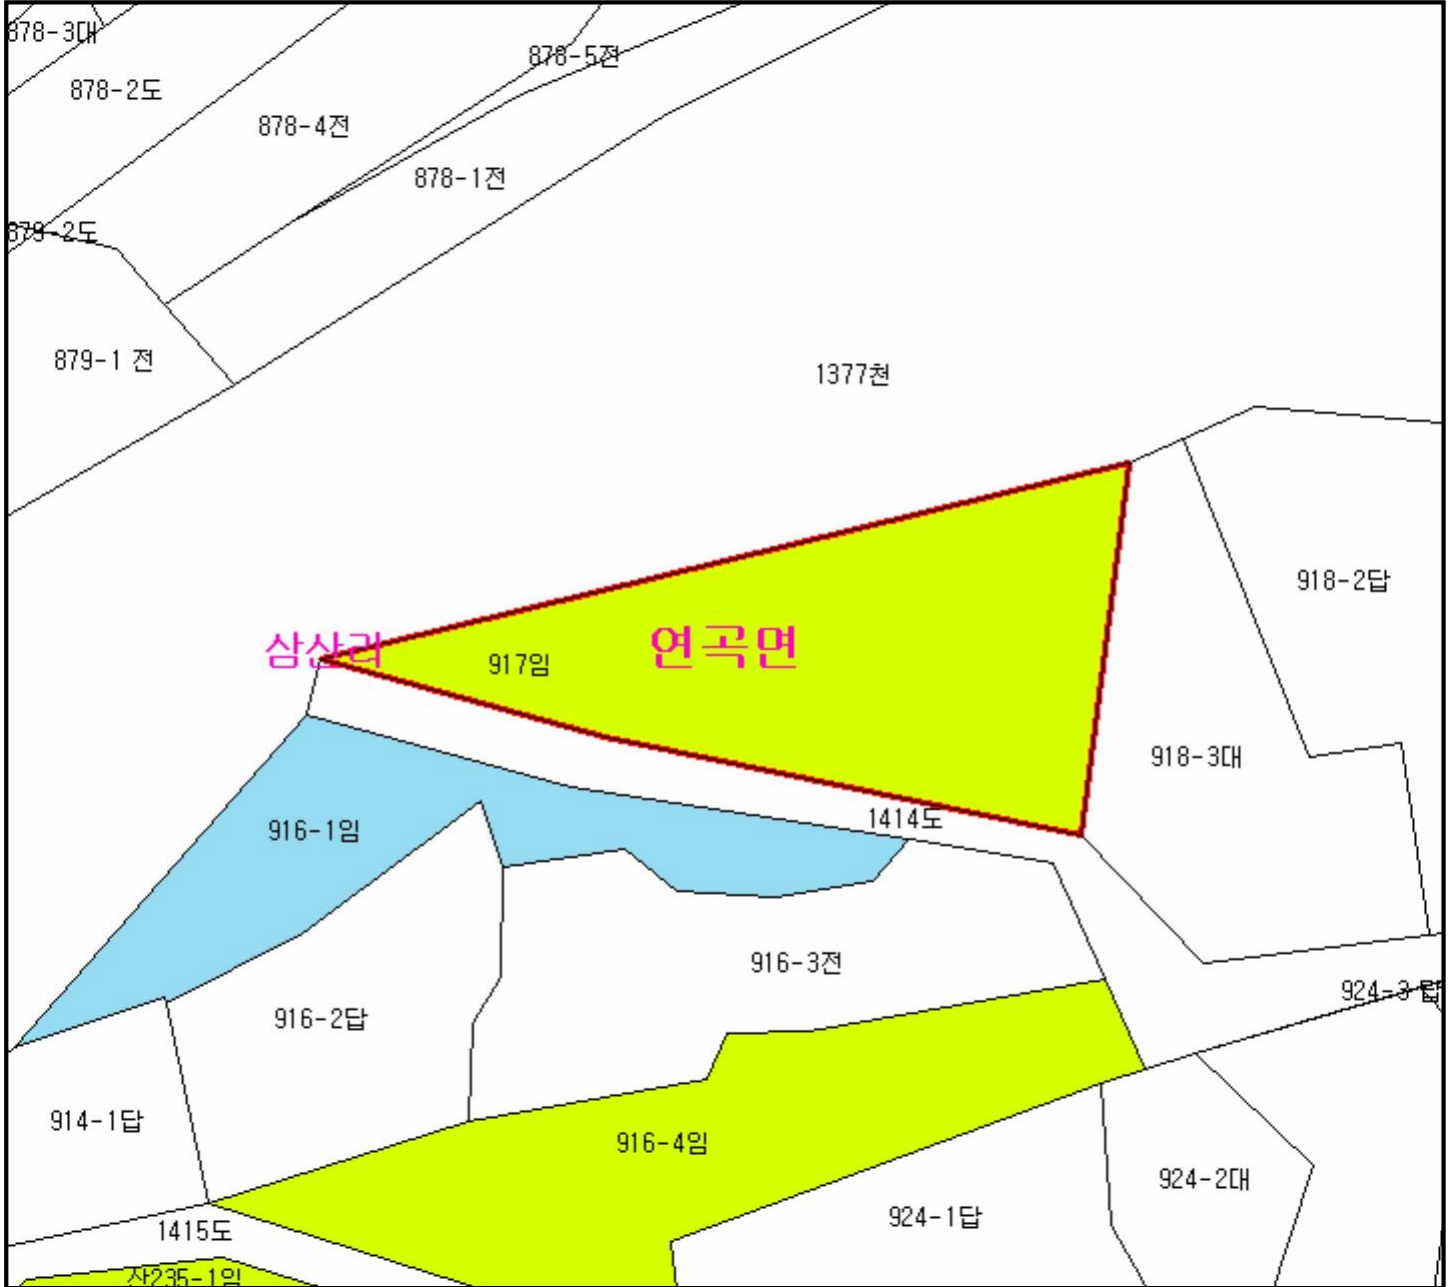 878-3대
878-5전
878-2도
878-4전
878-1전
879-2도
879-1 전
1377천
918-2답
삼산리
연곡면
917임
918-3대
1414도
916-1임
916-3전
924-3 답
916-2답
914-1답
916-4임
924-2대
924-1답
1415도
산235-1임